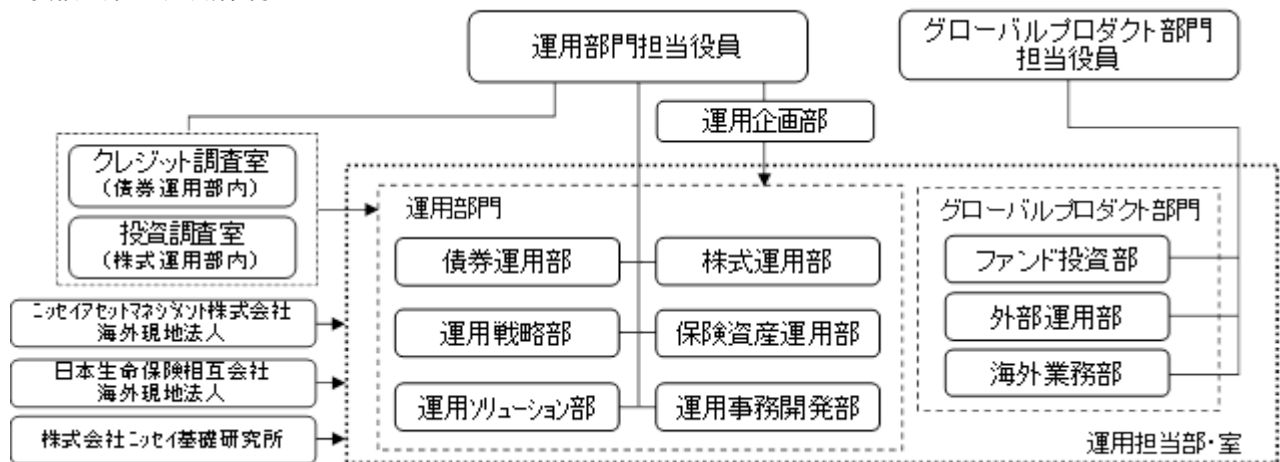 運用部門担当役員
グローバルプロダクト部門
担当役員
運用企画部
クレジット調査室
(債券運用部内)
投資調査室
(株式運用部内)
運用部門
債券運用部
株式運用部
運用戦略部
保険資産運用部
運用ソリューション部
運用事務開発部
グローバルプロダクト部門
ファンド投資部
外部運用部
海外業務部
ニッセイアセットマネジメント株式会社
海外現地法人
日本生命保険相互会社
海外現地法人
株式会社ニッセイ基礎研究所
運用担当部・室